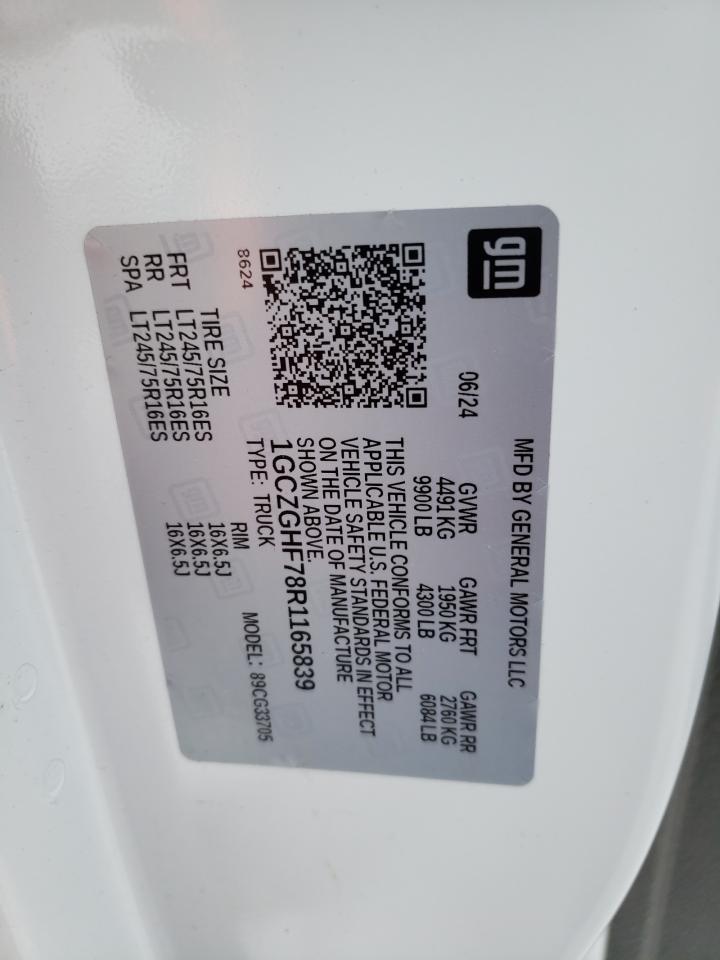 gm
MFD BY GENERAL MOTORS LLC
06/24 GVWR GAWR FRT GAWR RR
4491 KG 1950 KG 2760 KG
9900 LB 4300 LB 6084 LB
THIS VEHICLE CONFORMS TO ALL
APPLICABLE U.S. FEDERAL MOTOR
VEHICLE SAFETY STANDARDS IN EFFECT
ON THE DATE OF MANUFACTURE
SHOWN ABOVE.
1GCZGHF78R1165839
8624 TYPE: TRUCK MODEL: 89CG33705
TIRE SIZE RIM
FRT LT245/75R16ES 16X6.5J
RR LT245/75R16ES 16X6.5J
SPA LT245/75R16ES 16X6.5J